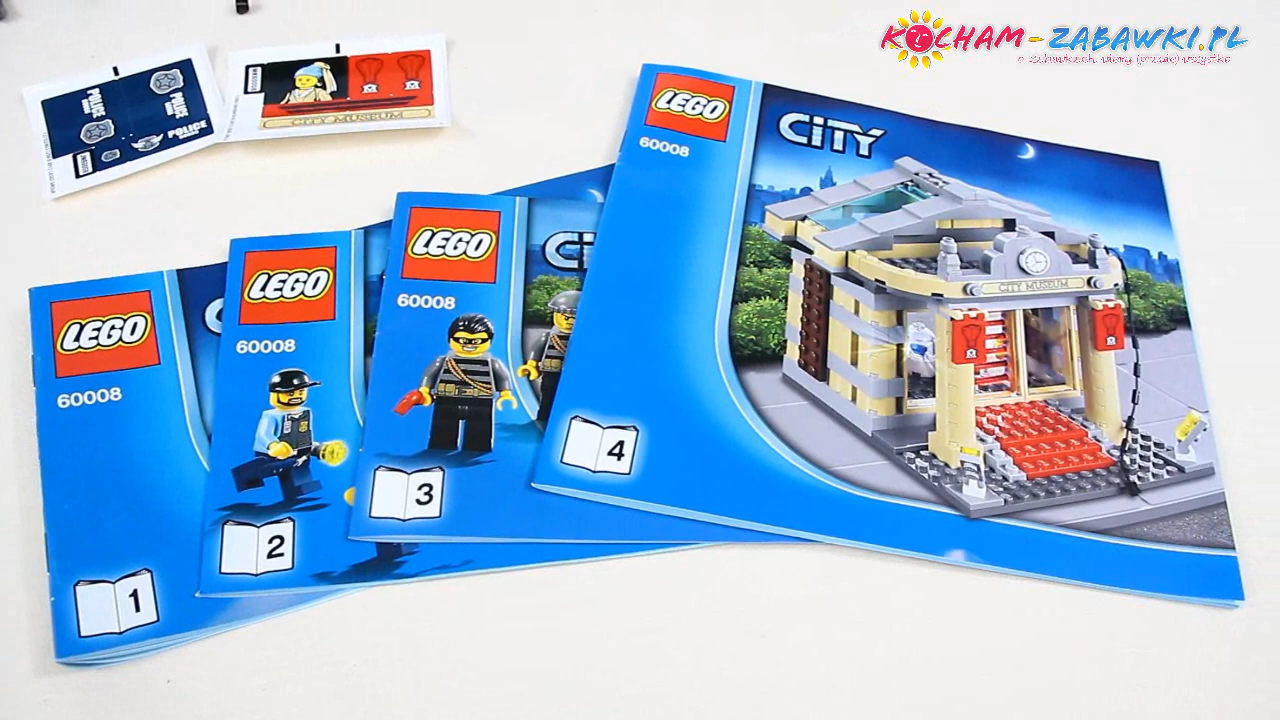 KOCHAM-ZABAWKI.PL
POLICE
POLICE
POLICE
CITY MUSEUM
LEGO
60008
1
LEGO
60008
2
LEGO
60008
CI
3
LEGO
60008
CITY
CITY MUSEUM
4